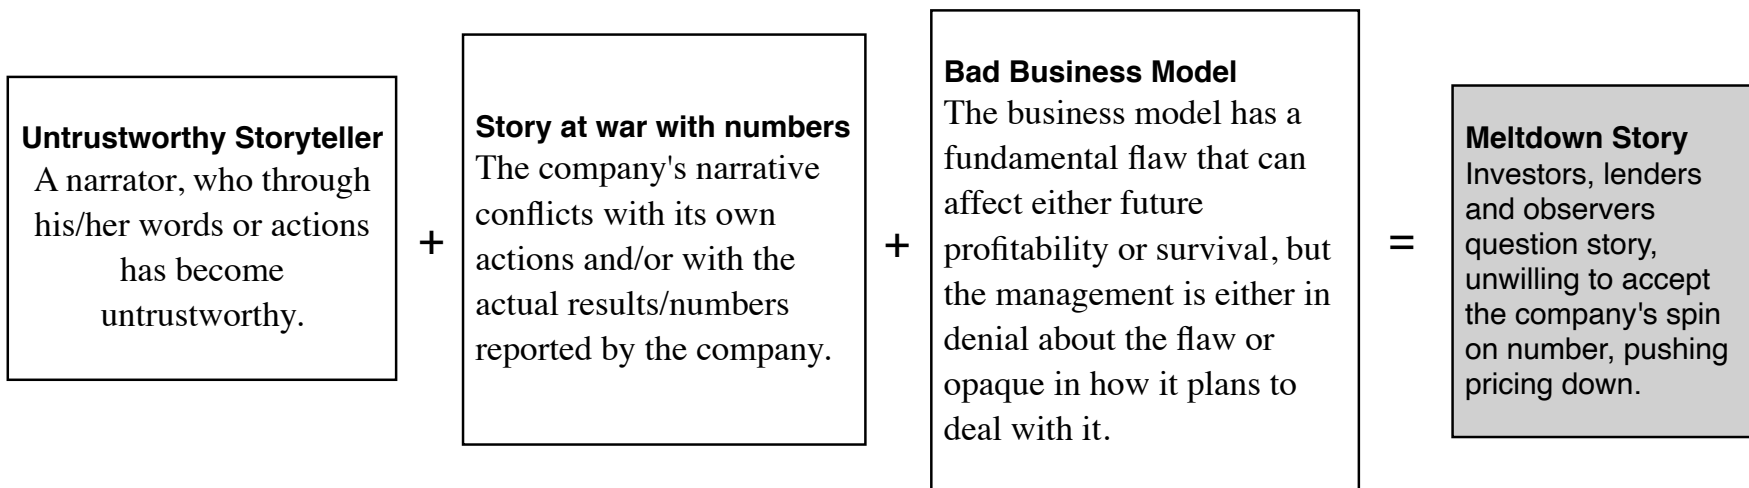 Untrustworthy Storyteller
A narrator, who through
his/her words or actions
has become
untrustworthy.
+
Story at war with numbers
The company's narrative
conflicts with its own
actions and/or with the
actual results/numbers
reported by the company.
+
Bad Business Model
The business model has a
fundamental flaw that can
affect either future
profitability or survival, but
the management is either in
denial about the flaw or
opaque in how it plans to
deal with it.
=
Meltdown Story
Investors, lenders
and observers
question story,
unwilling to accept
the company's spin
on number, pushing
pricing down.